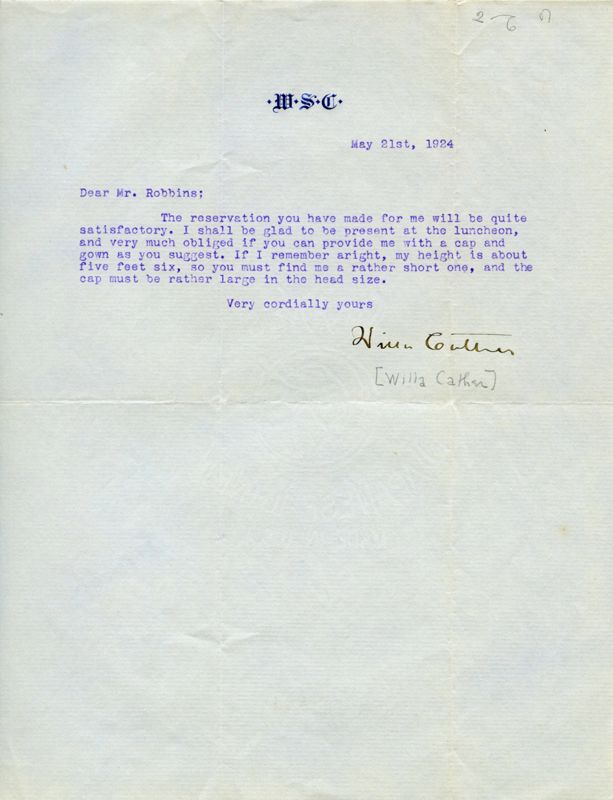 ·W·S·C·
May 21st, 1924
Dear Mr. Robbins;
The reservation you have made for me will be quite
satisfactory. I shall be glad to be present at the luncheon,
and very much obliged if you can provide me with a cap and
gown as you suggest. If I remember aright, my height is about
five feet six, so you must find me a rather short one, and the
cap must be rather large in the head size.
Very cordially yours
Willa Cather
[Willa Cather]